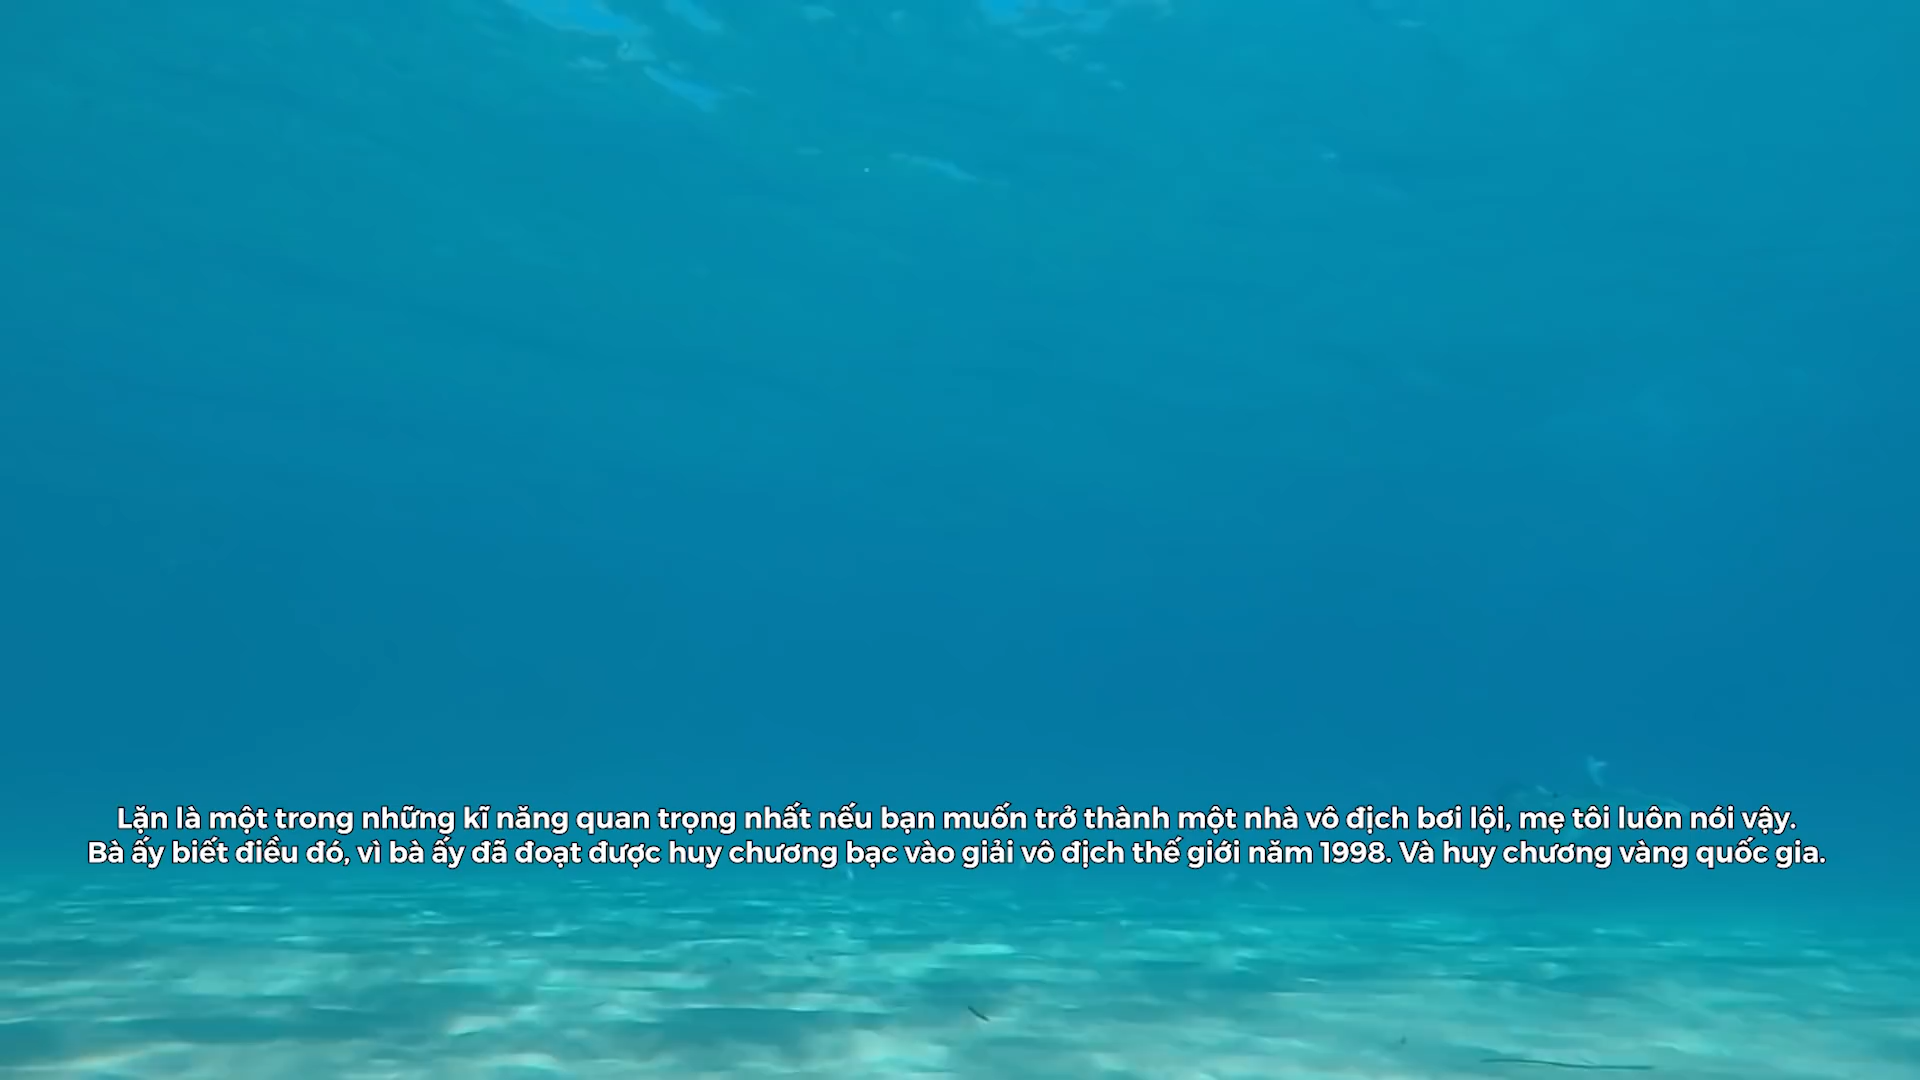 Lặn là một trong những kĩ năng quan trọng nhất nếu bạn muốn trở thành một nhà vô địch bơi lội, mẹ tôi luôn nói vậy.
Bà ấy biết điều đó, vì bà ấy đã đoạt được huy chương bạc vào giải vô địch thế giới năm 1998. Và huy chương vàng quốc gia.